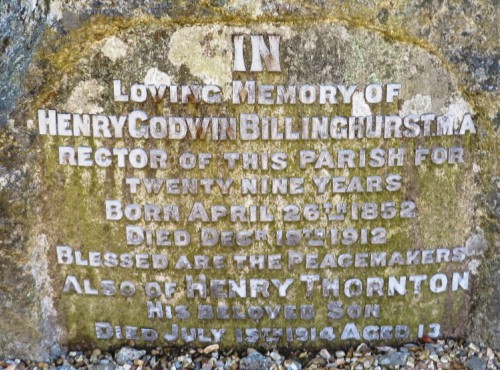 IN
LOVING MEMORY OF
HENRY GODWIN BILLINGHURST M.A
RECTOR OF THIS PARISH FOR
TWENTY NINE YEARS
BORN APRIL 26TH 1852
DIED DECR 18TH 1912
BLESSED ARE THE PEACEMAKERS.
ALSO OF HENRY THORNTON
HIS BELOVED SON
DIED JULY 15TH 1914 AGED 13